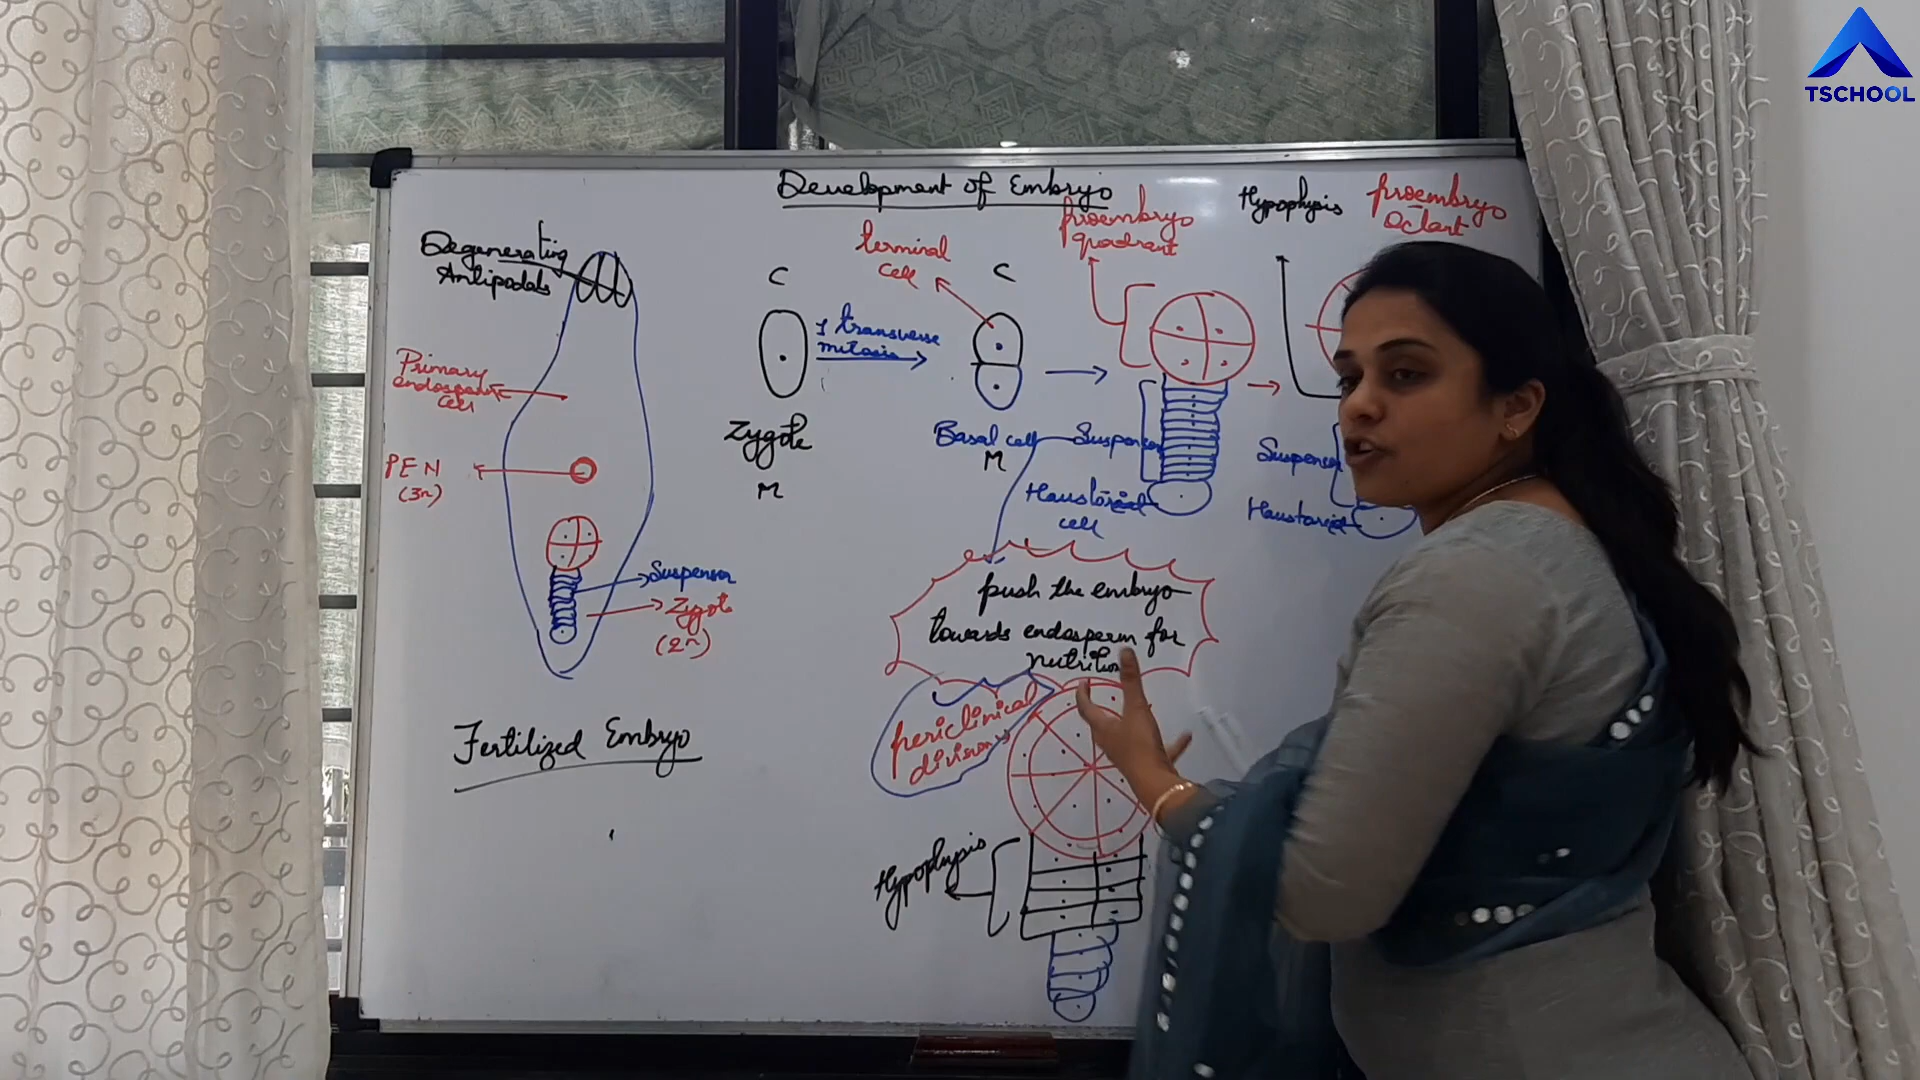 TSCHOOL
Development of Embryo
Degenerating
Antipodals
Primary
endosperm
cell
PEN
(3n)
Suspensor
Zygote
(2n)
Fertilized Embryo
C
Zygote
M
1 transverse
mitosis
terminal
cell
C
Basal cell
M
proembryo
quadrant
Suspensor
Haustorial
cell
Hypophysis
proembryo
Octant
Suspensor
Haustorial
push the embryo
towards endosperm for
nutrition
periclinical
division
Hypophysis